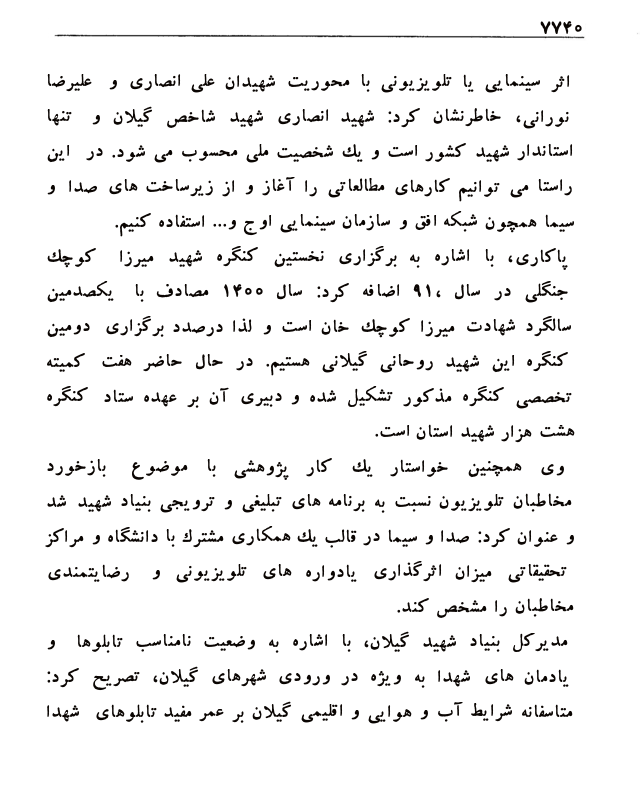 ۷۷۴۰
اثر سینمایی یا تلویزیونی با محوریت شهیدان علی انصاری و علیرضا
نورانی، خاطرنشان کرد: شهید انصاری شهید شاخص گیلان و تنها
استاندار شهید کشور است و یك شخصیت ملی محسوب می شود. در این
راستا می توانیم کارهای مطالعاتی را آغاز و از زیرساخت های صدا و
سیما همچون شبکه افق و سازمان سینمایی اوج و... استفاده کنیم.
پاکاری، با اشاره به برگزاری نخستین کنگره شهید میرزا کوچك
جنگلی در سال ۹۱، اضافه کرد: سال ۱۴۰۰ مصادف با یکصدمین
سالگرد شهادت میرزا کوچك خان است و لذا درصدد برگزاری دومین
کنگره این شهید روحانی گیلانی هستیم. در حال حاضر هفت کمیته
تخصصی کنگره مذکور تشکیل شده و دبیری آن بر عهده ستاد کنگره
هشت هزار شهید استان است.
وی همچنین خواستار یك کار پژوهشی با موضوع بازخورد
مخاطبان تلویزیون نسبت به برنامه های تبلیغی و ترویجی بنیاد شهید شد
و عنوان کرد: صدا و سیما در قالب یك همکاری مشترك با دانشگاه و مراکز
تحقیقاتی میزان اثرگذاری یادواره های تلویزیونی و رضایتمندی
مخاطبان را مشخص کند.
مدیرکل بنیاد شهید گیلان، با اشاره به وضعیت نامناسب تابلوها و
یادمان های شهدا به ویژه در ورودی شهرهای گیلان، تصریح کرد:
متاسفانه شرایط آب و هوایی و اقلیمی گیلان بر عمر مفید تابلوهای شهدا